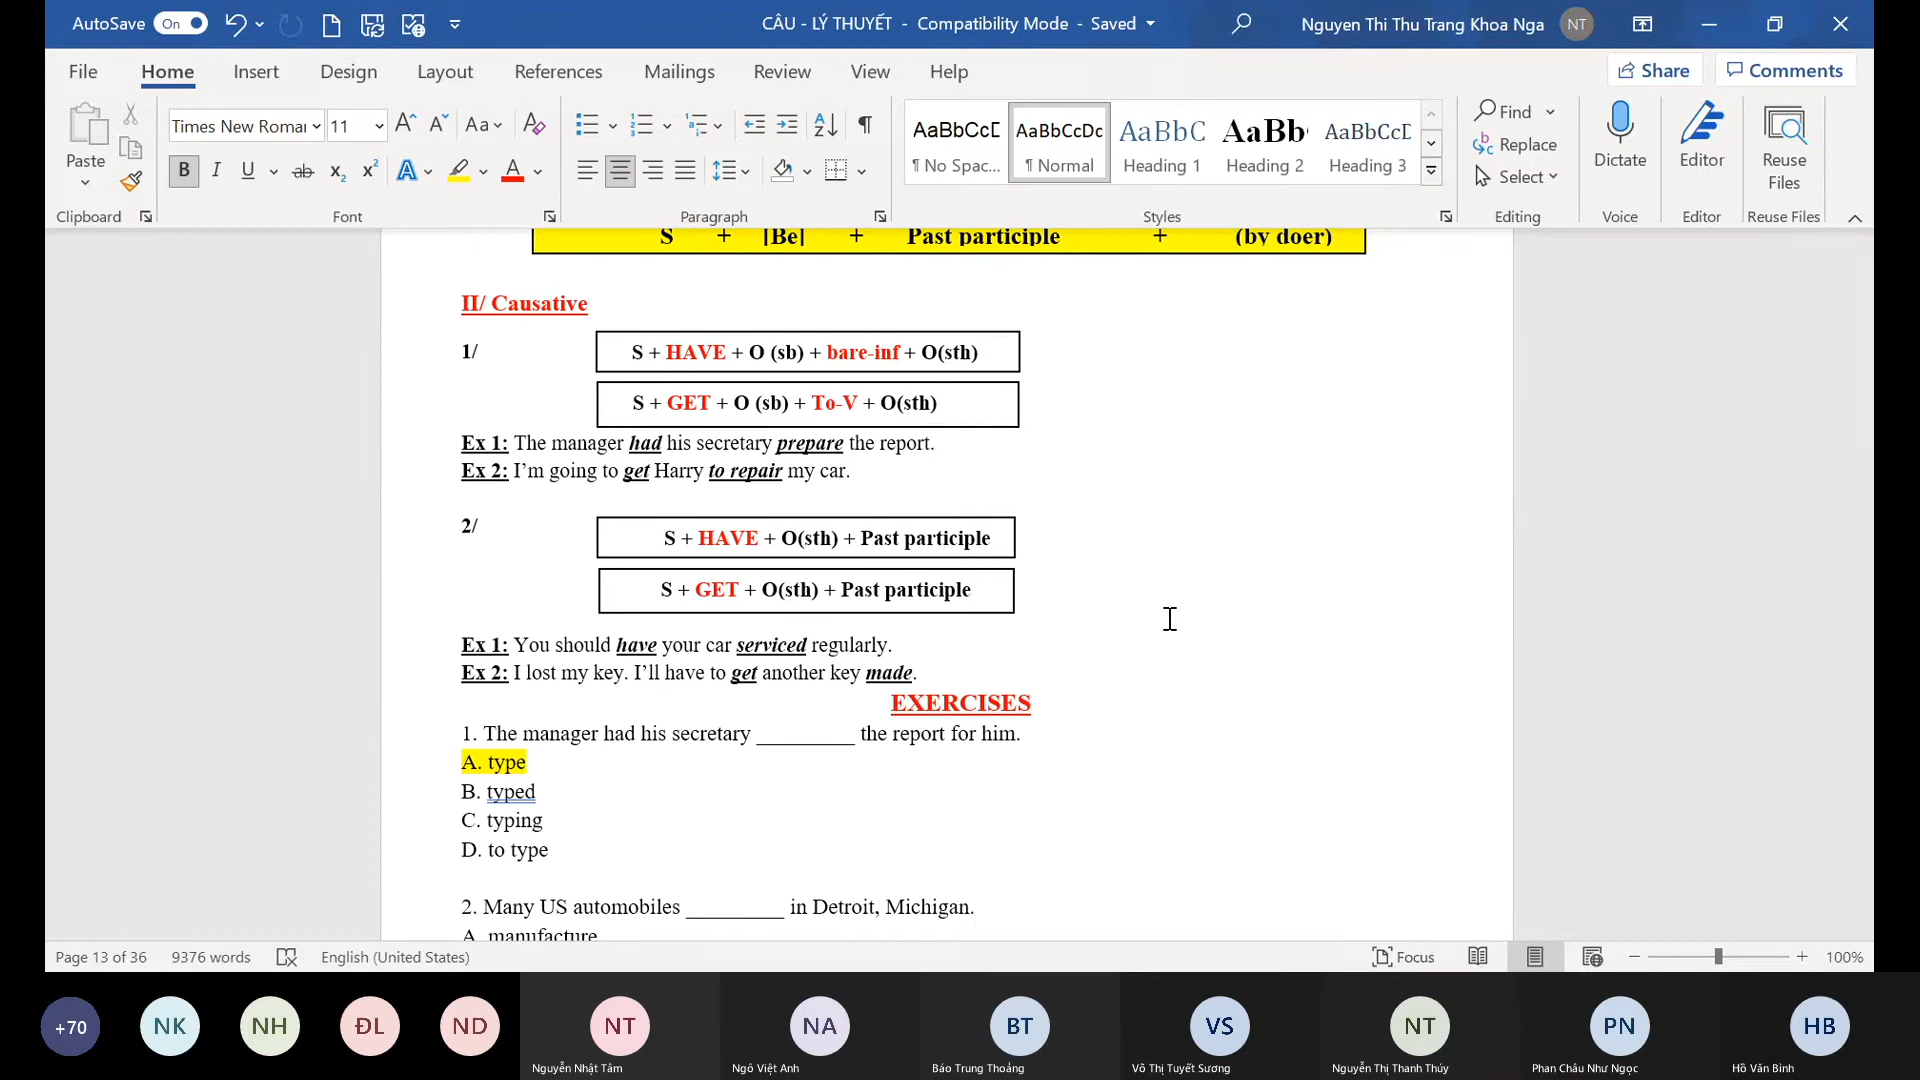 AutoSave On CÂU - LÝ THUYẾT - Compatibility Mode - Saved Nguyen Thi Thu Trang Khoa Nga NT
File Home Insert Design Layout References Mailings Review View Help Share Comments
Paste Times New Roman 11 Aa AaBbCcD AaBbCcDc AaBbC AaBb AaBbCcD Find Dictate Editor Reuse Files
¶ No Spac... ¶ Normal Heading 1 Heading 2 Heading 3 Replace
B I U ab x₂ x² A A Select
Clipboard Font Paragraph Styles Editing Voice Editor Reuse Files
S + [Be] + Past participle + (by doer)
II/ Causative
1/ S + HAVE + O (sb) + bare-inf + O(sth)
S + GET + O (sb) + To-V + O(sth)
Ex 1: The manager had his secretary prepare the report.
Ex 2: I’m going to get Harry to repair my car.
2/ S + HAVE + O(sth) + Past participle
S + GET + O(sth) + Past participle
Ex 1: You should have your car serviced regularly.
Ex 2: I lost my key. I’ll have to get another key made.
EXERCISES
1. The manager had his secretary _________ the report for him.
A. type
B. typed
C. typing
D. to type
2. Many US automobiles _________ in Detroit, Michigan.
A. manufacture
Page 13 of 36 9376 words English (United States) Focus 100%
+70 NK NH ĐL ND NT NA BT VS NT PN HB
Nguyễn Nhật Tâm Ngô Việt Anh Báo Trung Thoảng Võ Thị Tuyết Sương Nguyễn Thị Thanh Thúy Phan Châu Như Ngọc Hồ Văn Bình